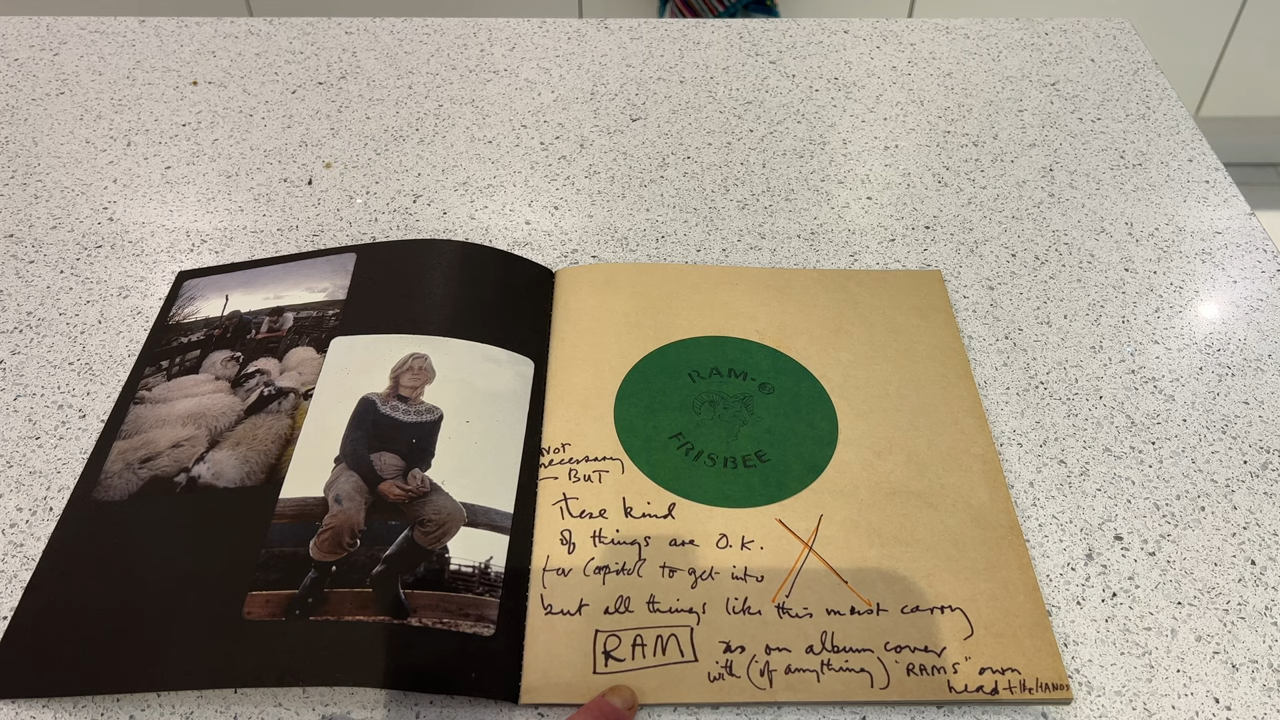 RAM-®
FRISBEE
Not
necessary
— BUT
These kind
of things are O.K.
for Capitol to get into
but all things like this must carry
RAM as on album cover
with (if anything) "RAMS" own
head + the HANDS